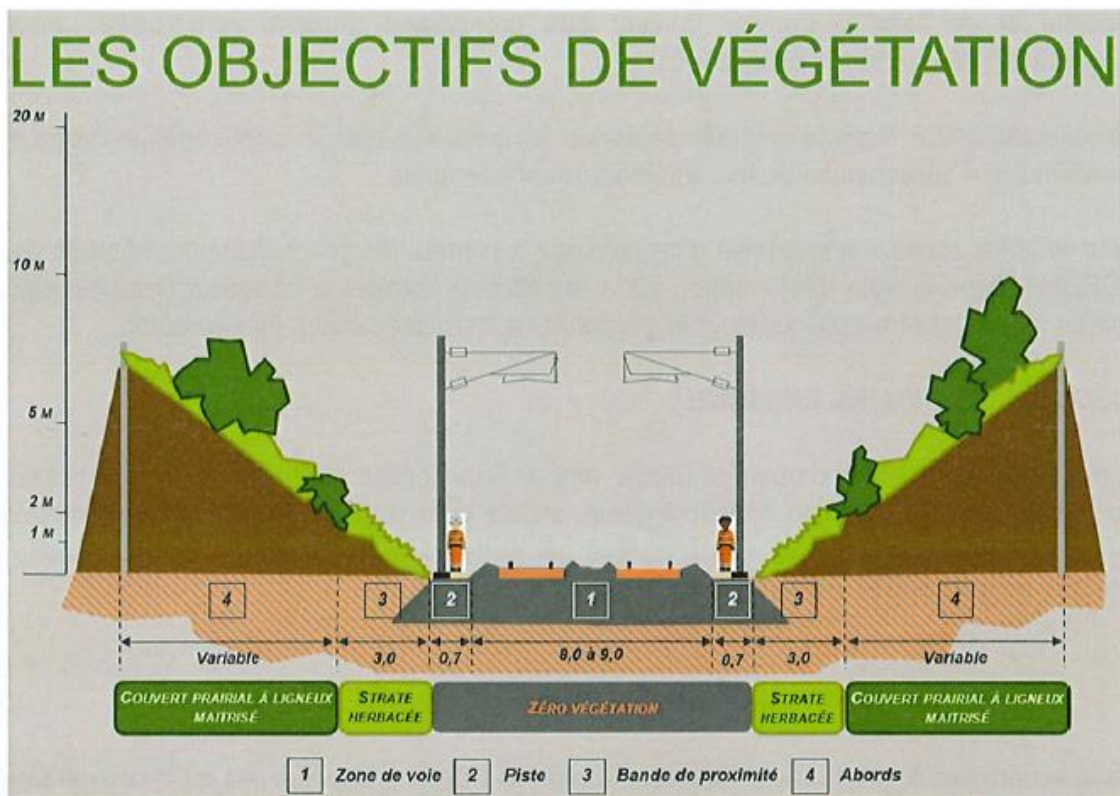 LES OBJECTIFS DE VÉGÉTATION
20 M
10 M
5 M
2 M
1 M
4 3 2 1 2 3 4
Variable 3,0 0,7 8,0 à 9,0 0,7 3,0 Variable
COUVERT PRAIRIAL À LIGNEUX MAITRISÉ
STRATE HERBACÉE
ZÉRO VÉGÉTATION
STRATE HERBACÉE
COUVERT PRAIRIAL À LIGNEUX MAITRISÉ
1 Zone de voie 2 Piste 3 Bande de proximité 4 Abords